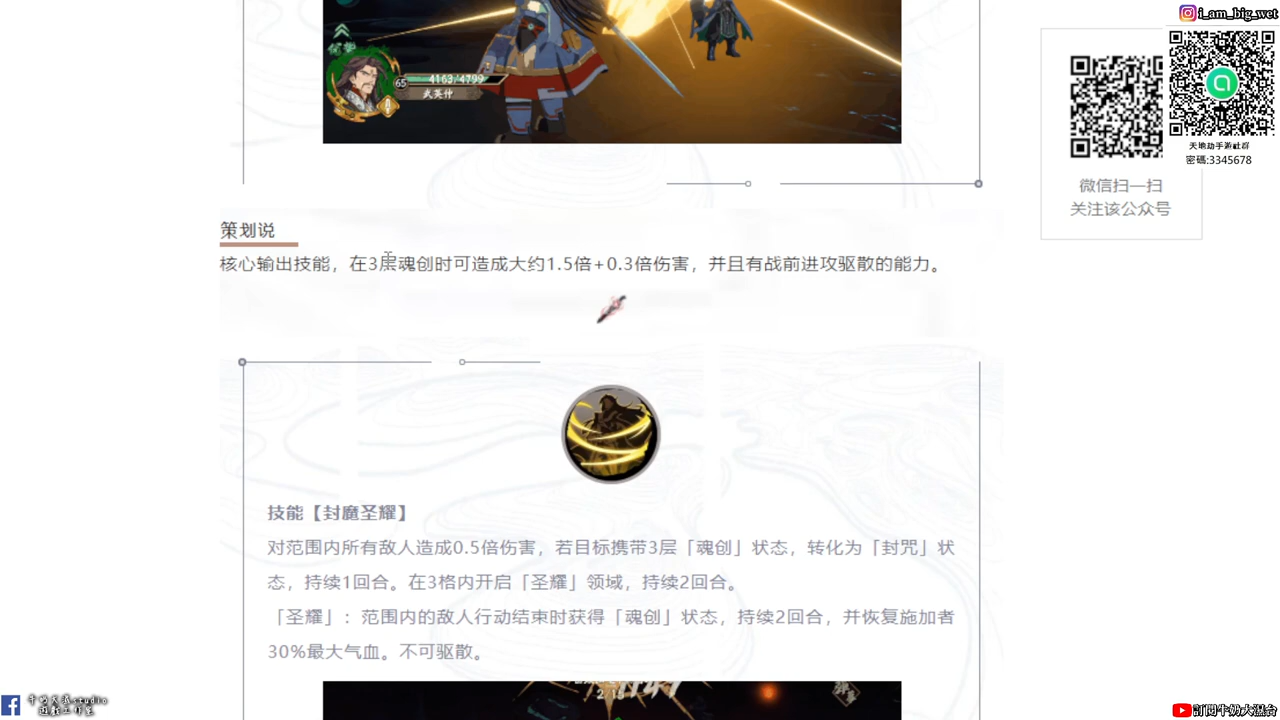 i_am_big_wet
65
4163/4799
武英仲
天地劫手游社群
密碼:3345678
微信扫一扫
关注该公众号
策划说
核心输出技能，在3层魂创时可造成大约1.5倍+0.3倍伤害，并且有战前进攻驱散的能力。
技能【封魔圣耀】
对范围内所有敌人造成0.5倍伤害，若目标携带3层「魂创」状态，转化为「封咒」状
态，持续1回合。在3格内开启「圣耀」领域，持续2回合。
「圣耀」：范围内的敌人行动结束时获得「魂创」状态，持续2回合，并恢复施加者
30%最大气血。不可驱散。
訂閱牛奶大混台